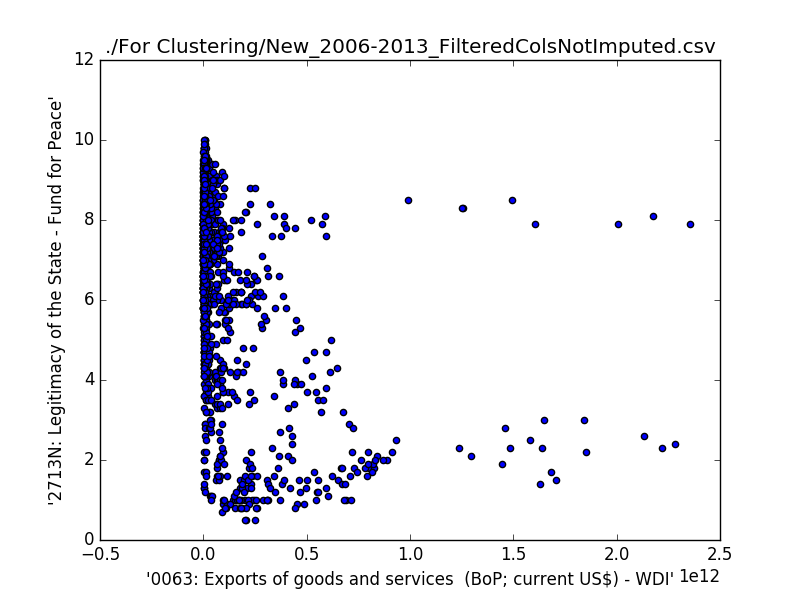 ./For Clustering/New_2006-2013_FilteredColsNotImputed.csv
12
10
8
6
4
2
0
'2713N: Legitimacy of the State - Fund for Peace'
−0.5 0.0 0.5 1.0 1.5 2.0 2.5
1e12
'0063: Exports of goods and services  (BoP; current US$) - WDI'